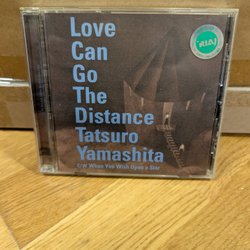 Love
Can
Go
The
Distance
Tatsuro
Yamashita
c/w When You Wish Upon a Star
RIAJ